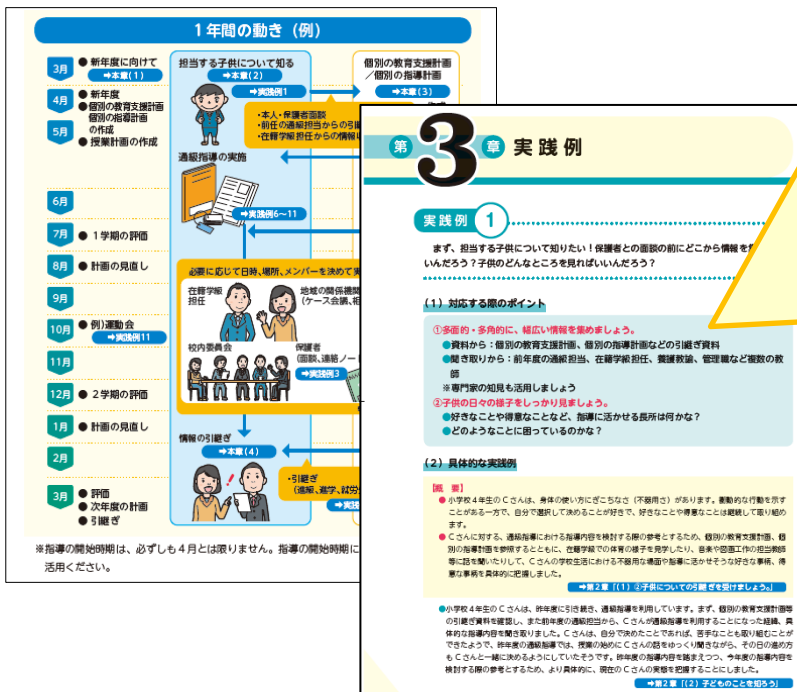 1年間の動き（例）
3月
● 新年度に向けて
➡本章(1)
4月
● 新年度
● 個別の教育支援計画
個別の指導計画
の作成
5月
● 授業計画の作成
6月
7月
● 1学期の評価
8月
● 計画の見直し
9月
10月
● 例)運動会
➡実践例11
11月
12月
● 2学期の評価
1月
● 計画の見直し
2月
3月
● 評価
● 次年度の計画
● 引継ぎ
担当する子供について知る
➡本章(2)
➡実践例1
・本人・保護者面談
・前任の通級担当からの引継
・在籍学級担任からの情報
通級指導の実施
➡実践例6〜11
必要に応じて日時、場所、メンバーを決めて実
在籍学級
担任
地域の関係機関
(ケース会議、相
校内委員会
保護者
(面談、連絡ノー
➡実践例3
情報の引継ぎ
➡本章(4)
・引継ぎ
(進級、進学、就労
➡実践
個別の教育支援計画
／個別の指導計画
➡本章(3)
※指導の開始時期は、必ずしも4月とは限りません。指導の開始時期に
活用ください。
第3章 実践例
実践例 1
まず、担当する子供について知りたい！保護者との面談の前にどこから情報を
いんだろう？子供のどんなところを見ればいいんだろう？
(1) 対応する際のポイント
①多面的・多角的に、幅広い情報を集めましょう。
●資料から：個別の教育支援計画、個別の指導計画などの引継ぎ資料
●聞き取りから：前年度の通級担当、在籍学級担任、養護教諭、管理職など複数の教
師
※専門家の知見も活用しましょう
②子供の日々の様子をしっかり見ましょう。
●好きなことや得意なことなど、指導に活かせる長所は何かな？
●どのようなことに困っているのかな？
(2) 具体的な実践例
【概 要】
● 小学校4年生のCさんは、身体の使い方にぎこちなさ（不器用さ）があります。衝動的な行動を示す
ことがある一方で、自分で選択して決めることが好きで、好きなことや得意なことは継続して取り組め
ます。
● Cさんに対する、通級指導における指導内容を検討する際の参考とするため、個別の教育支援計画、個
別の指導計画を参照するとともに、在籍学級での体育の様子を見学したり、音楽や図画工作の担当教師
等に話を聞いたりして、Cさんの学校生活における不器用な場面や指導に活かせそうな好きな事柄、得
意な事柄を具体的に把握しました。
➡第2章「(1) ②子供についての引継ぎを受けましょう。」
●小学校4年生のCさんは、昨年度に引き続き、通級指導を利用しています。まず、個別の教育支援計画等
の引継ぎ資料を確認し、また前年度の通級担当から、Cさんが通級指導を利用することになった経緯、具
体的な指導内容を聞き取りました。Cさんは、自分で決めたことであれば、苦手なことも取り組むことが
できたようで、昨年度の通級指導では、授業の始めにCさんの話をゆっくり聞きながら、その日の進め方
もCさんと一緒に決めるようにしていたそうです。昨年度の指導内容を踏まえつつ、今年度の指導内容を
検討する際の参考とするため、より具体的に、現在のCさんの実態を把握することにしました。
➡第2章「(2) 子どものことを知ろう」